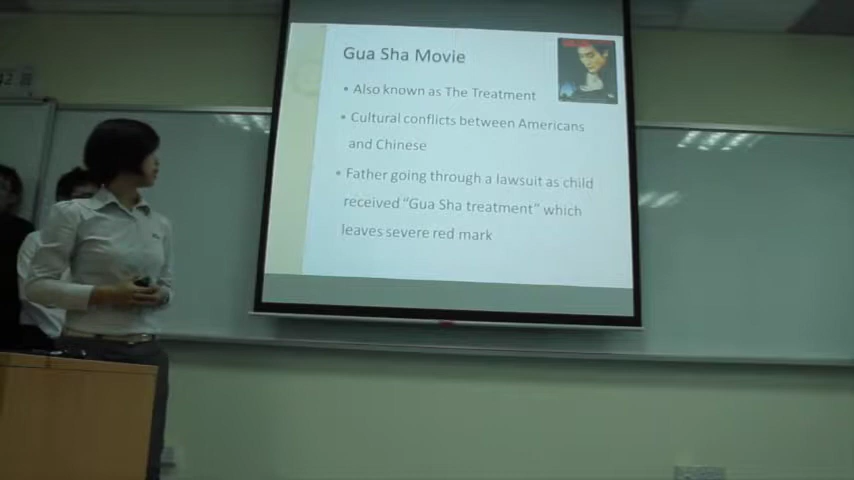 Gua Sha Movie
• Also known as The Treatment
• Cultural conflicts between Americans
and Chinese
• Father going through a lawsuit as child
received "Gua Sha treatment" which
leaves severe red mark